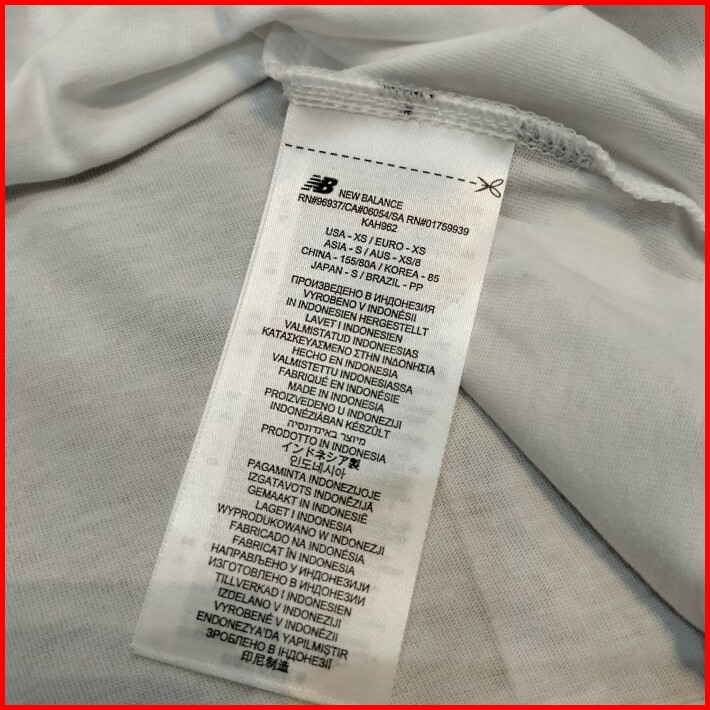 NB NEW BALANCE
RN#96937/CA#06054/SA RN#01759939
KAH962
USA - XS / EURO - XS
ASIA - S / AUS - XS/8
CHINA - 155/80A / KOREA - 85
JAPAN - S / BRAZIL - PP
ПРОИЗВЕДЕНО В ИНДОНЕЗИЯ
VYROBENO V INDONÉSII
IN INDONESIEN HERGESTELLT
LAVET I INDONESIEN
VALMISTATUD INDONEESIAS
ΚΑΤΑΣΚΕΥΑΣΜΕΝΟ ΣΤΗΝ ΙΝΔΟΝΗΣΙΑ
HECHO EN INDONESIA
VALMISTETTU INDONESIASSA
FABRIQUÉ EN INDONÉSIE
MADE IN INDONESIA
PROIZVEDENO U INDONEZIJI
INDONÉZIÁBAN KÉSZÜLT
מיוצר באינדונסיה
PRODOTTO IN INDONESIA
インドネシア製
인도네시아
PAGAMINTA INDONEZIJOJE
IZGATAVOTS INDONĒZIJĀ
GEMAAKT IN INDONESIË
LAGET I INDONESIA
WYPRODUKOWANO W INDONEZJI
FABRICADO NA INDONÉSIA
FABRICAT ÎN INDONESIA
НАПРАВЉЕНО У ИНДОНЕЗИЈИ
ИЗГОТОВЛЕНО В ИНДОНЕЗИИ
TILLVERKAD I INDONESIEN
IZDELANO V INDONEZIJI
VYROBENÉ V INDONÉZII
ENDONEZYA'DA YAPILMIŞTIR
ЗРОБЛЕНО В ІНДОНЕЗІЇ
印尼制造